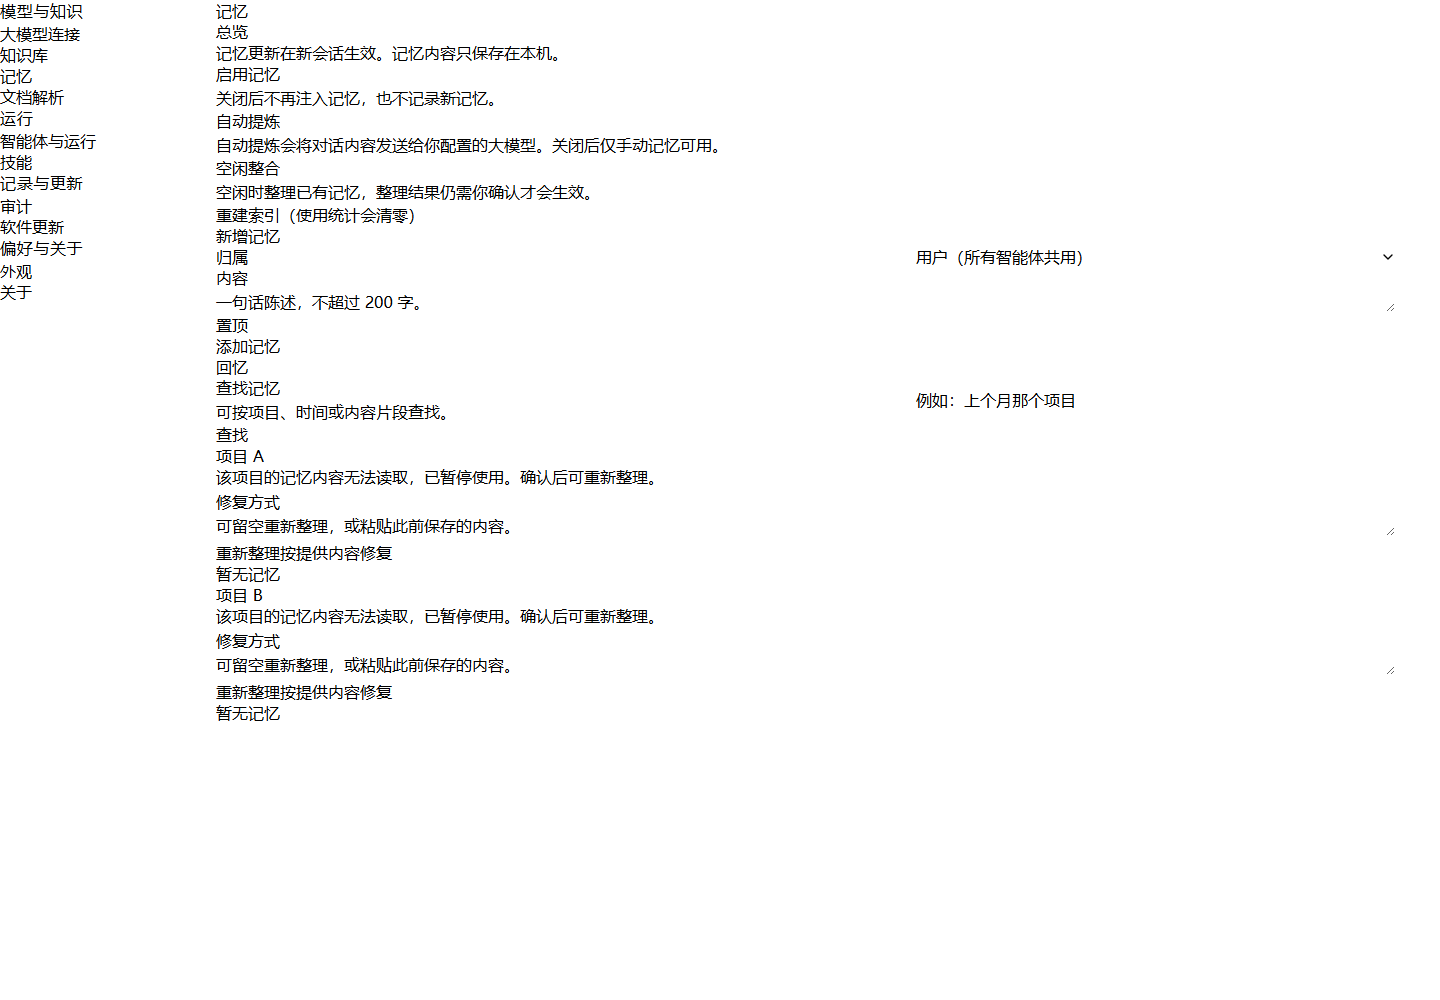 模型与知识
大模型连接
知识库
记忆
文档解析
运行
智能体与运行
技能
记录与更新
审计
软件更新
偏好与关于
外观
关于
记忆
总览
记忆更新在新会话生效。记忆内容只保存在本机。
启用记忆
关闭后不再注入记忆，也不记录新记忆。
自动提炼
自动提炼会将对话内容发送给你配置的大模型。关闭后仅手动记忆可用。
空闲整合
空闲时整理已有记忆，整理结果仍需你确认才会生效。
重建索引（使用统计会清零）
新增记忆
归属
用户（所有智能体共用）
内容
一句话陈述，不超过 200 字。
置顶
添加记忆
回忆
查找记忆
可按项目、时间或内容片段查找。
例如：上个月那个项目
查找
项目 A
该项目的记忆内容无法读取，已暂停使用。确认后可重新整理。
修复方式
可留空重新整理，或粘贴此前保存的内容。
重新整理按提供内容修复
暂无记忆
项目 B
该项目的记忆内容无法读取，已暂停使用。确认后可重新整理。
修复方式
可留空重新整理，或粘贴此前保存的内容。
重新整理按提供内容修复
暂无记忆